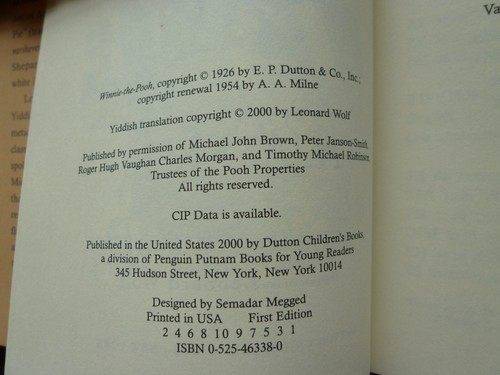 Winnie-the-Pooh, copyright © 1926 by E. P. Dutton & Co., Inc.;
copyright renewal 1954 by A. A. Milne
Yiddish translation copyright © 2000 by Leonard Wolf
Published by permission of Michael John Brown, Peter Janson-Smith,
Roger Hugh Vaughan Charles Morgan, and Timothy Michael Robinson,
Trustees of the Pooh Properties
All rights reserved.
CIP Data is available.
Published in the United States 2000 by Dutton Children's Books,
a division of Penguin Putnam Books for Young Readers
345 Hudson Street, New York, New York 10014
Designed by Semadar Megged
Printed in USA First Edition
2 4 6 8 10 9 7 5 3 1
ISBN 0-525-46338-0
Va